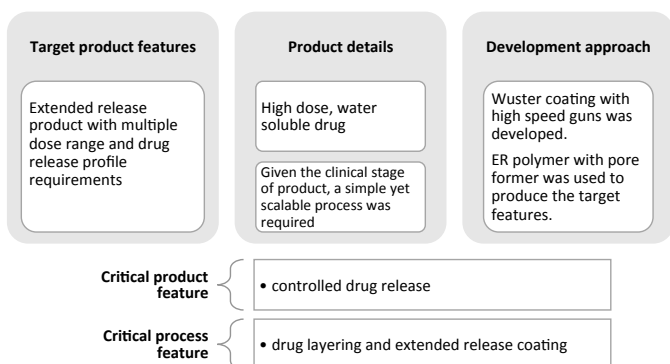 Target product features
Extended release
product with multiple
dose range and drug
release profile
requirements
Product details
High dose, water
soluble drug
Given the clinical stage
of product, a simple yet
scalable process was
required
Development approach
Wuster coating with
high speed guns was
developed.
ER polymer with pore
former was used to
produce the target
features.
Critical product
feature
• controlled drug release
Critical process
feature
• drug layering and extended release coating